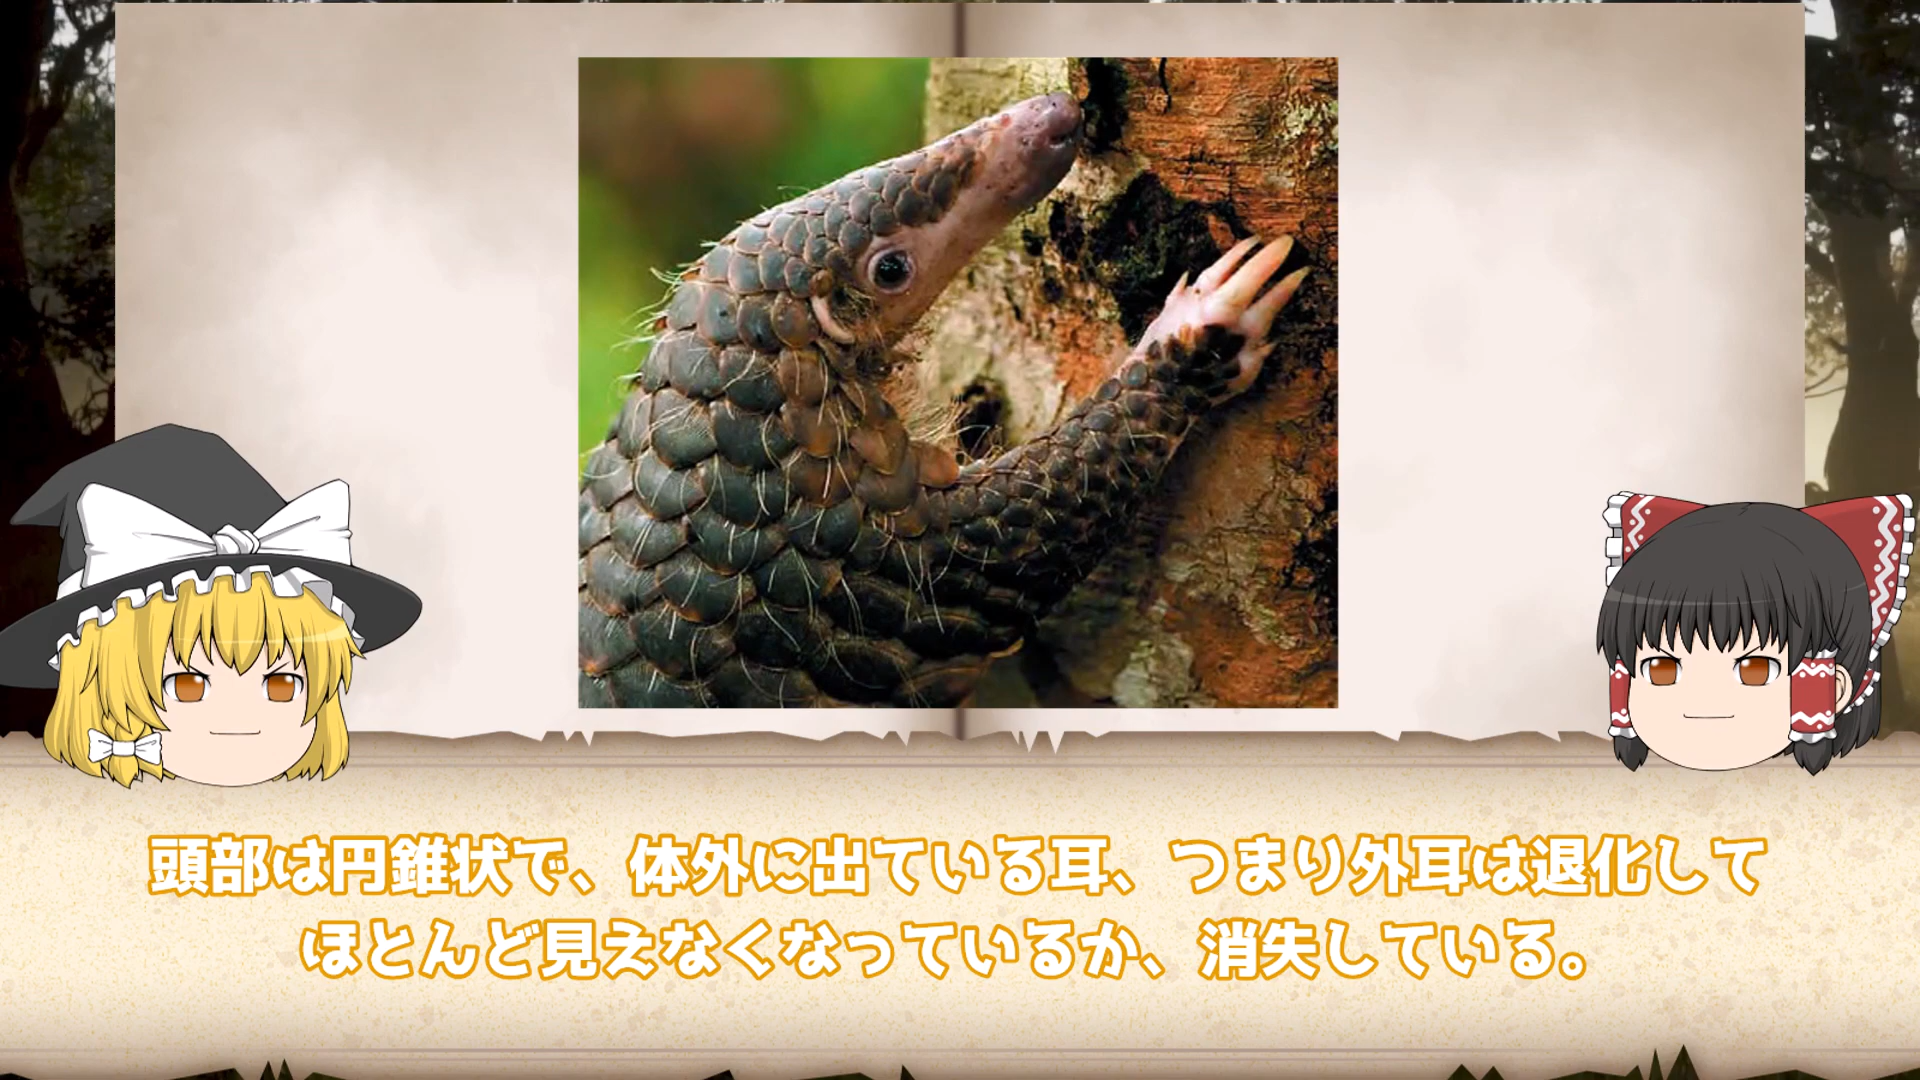 頭部は円錐状で、体外に出ている耳、つまり外耳は退化して
ほとんど見えなくなっているか、消失している。